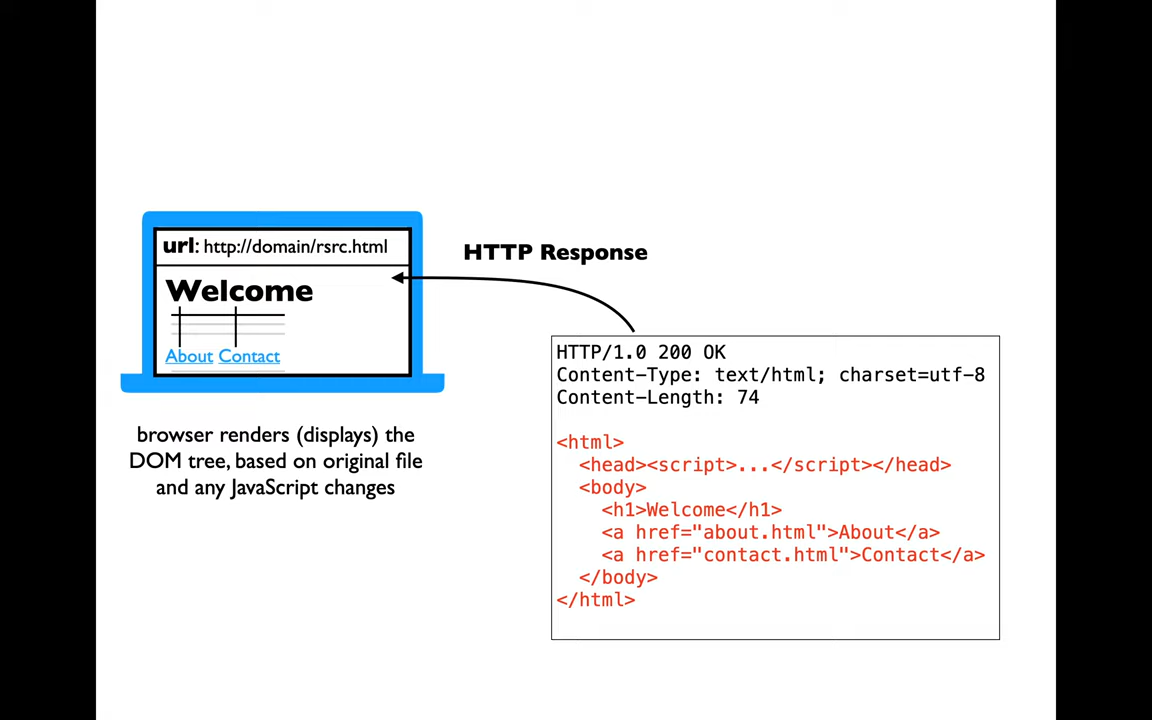 url: http://domain/rsrc.html
Welcome
About Contact
browser renders (displays) the
DOM tree, based on original file
and any JavaScript changes
HTTP Response
HTTP/1.0 200 OK
Content-Type: text/html; charset=utf-8
Content-Length: 74
<html>
  <head><script>...</script></head>
  <body>
    <h1>Welcome</h1>
    <a href="about.html">About</a>
    <a href="contact.html">Contact</a>
  </body>
</html>